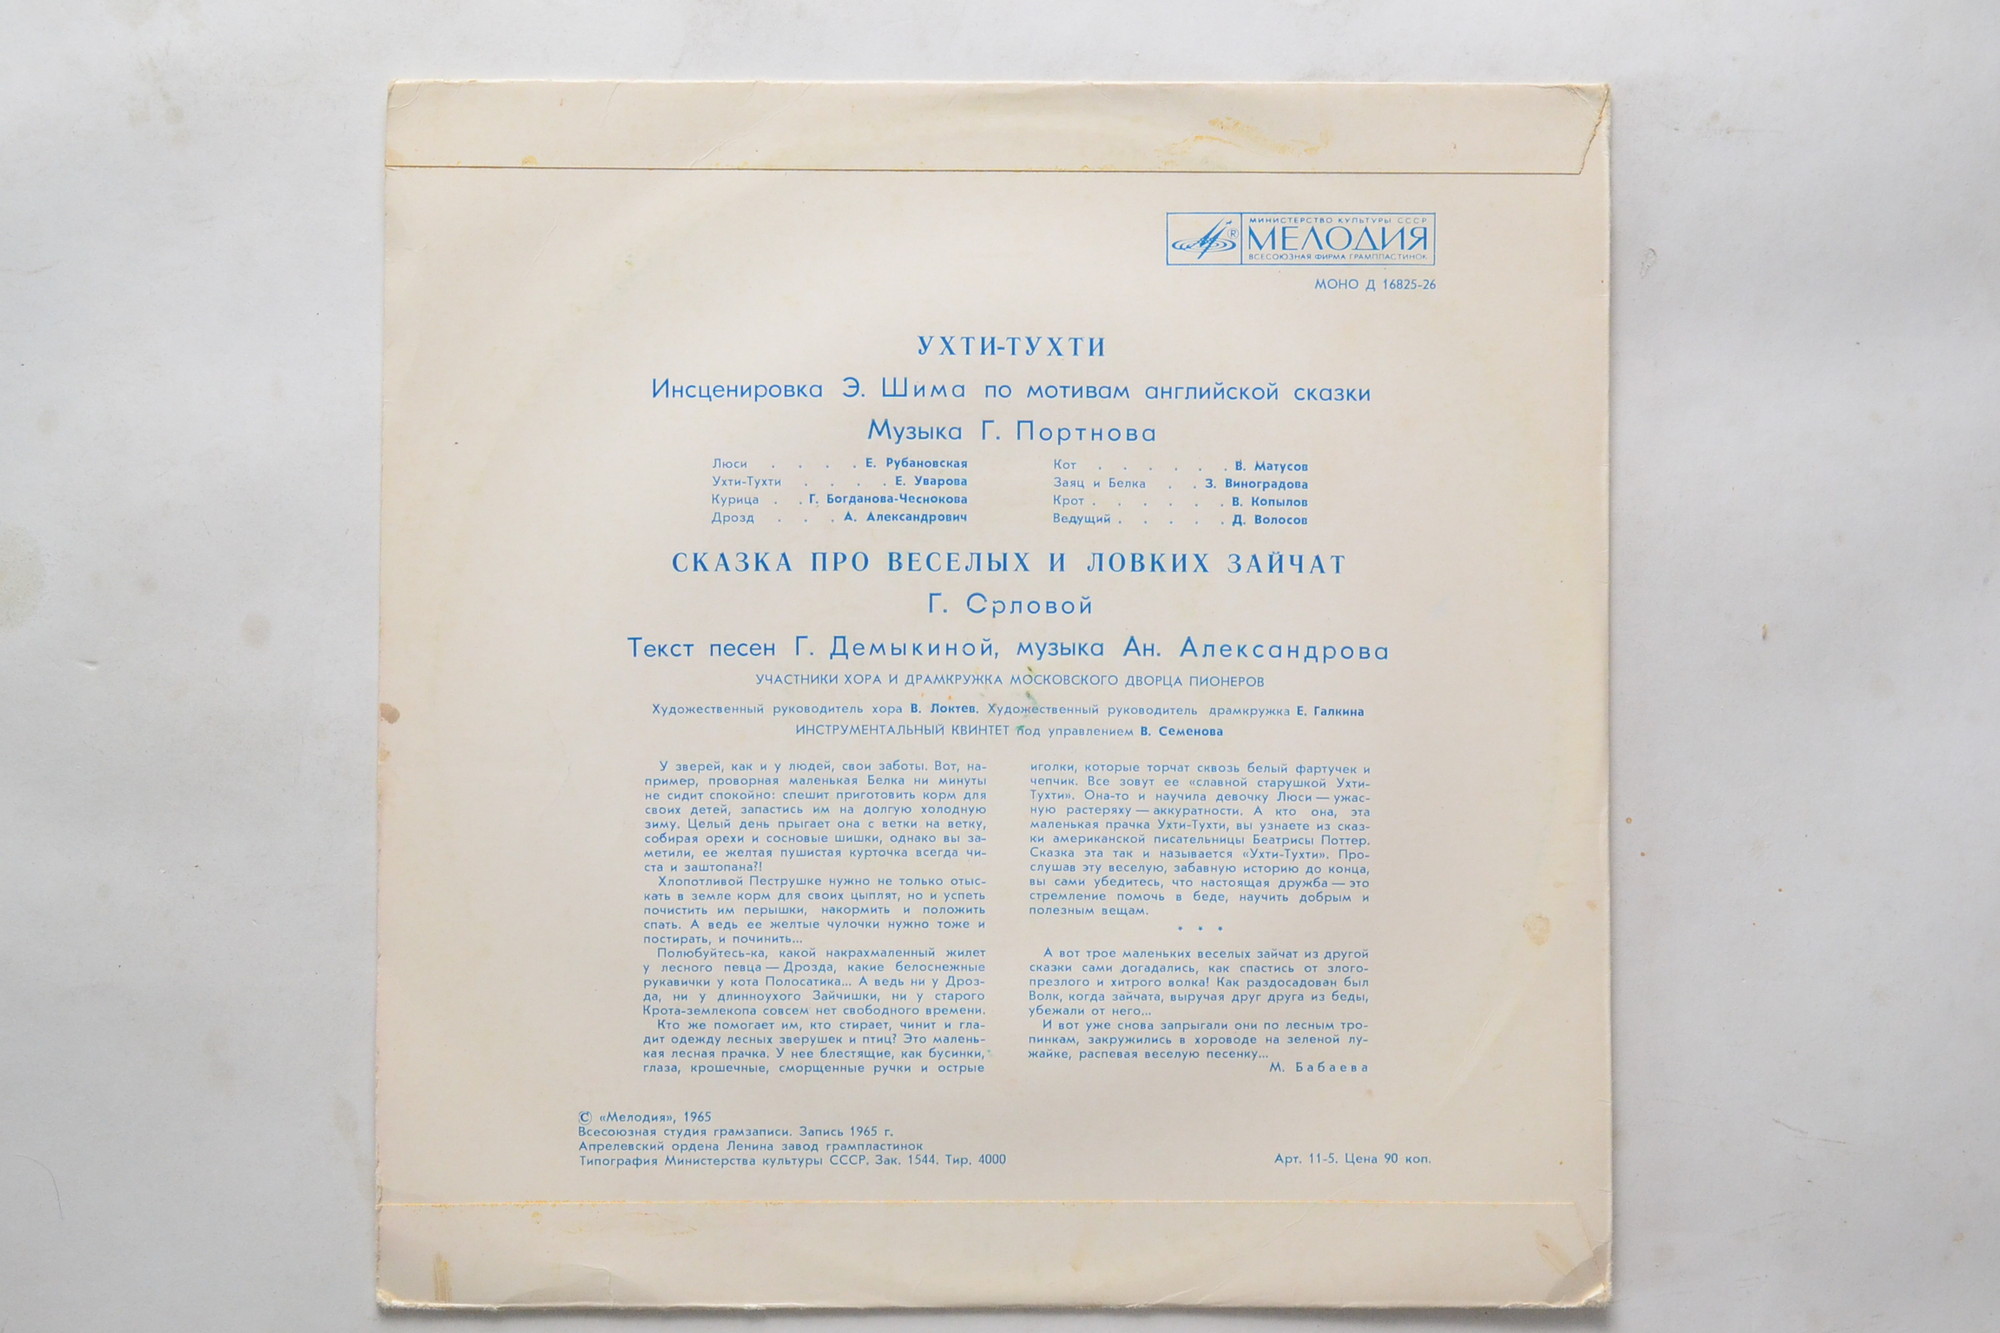 МИНИСТЕРСТВО КУЛЬТУРЫ СССР
МЕЛОДИЯ
ВСЕСОЮЗНАЯ ФИРМА ГРАМПЛАСТИНОК
МОНО Д 16825-26
УХТИ-ТУХТИ
Инсценировка Э. Шима по мотивам английской сказки
Музыка Г. Портнова
Люси . . . . Е. Рубановская
Ухти-Тухти . . . . Е. Уварова
Курица . . Г. Богданова-Чеснокова
Дрозд . . . А. Александрович
Кот . . . . . . В. Матусов
Заяц и Белка . . З. Виноградова
Крот . . . . . . В. Копылов
Ведущий . . . . . Д. Волосов
СКАЗКА ПРО ВЕСЕЛЫХ И ЛОВКИХ ЗАЙЧАТ
Г. Орловой
Текст песен Г. Демыкиной, музыка Ан. Александрова
УЧАСТНИКИ ХОРА И ДРАМКРУЖКА МОСКОВСКОГО ДВОРЦА ПИОНЕРОВ
Художественный руководитель хора В. Локтев. Художественный руководитель драмкружка Е. Галкина
ИНСТРУМЕНТАЛЬНЫЙ КВИНТЕТ под управлением В. Семенова
У зверей, как и у людей, свои заботы. Вот, на-
пример, проворная маленькая Белка ни минуты
не сидит спокойно: спешит приготовить корм для
своих детей, запастись им на долгую холодную
зиму. Целый день прыгает она с ветки на ветку,
собирая орехи и сосновые шишки, однако вы за-
метили, ее желтая пушистая курточка всегда чи-
ста и заштопана?!
Хлопотливой Пеструшке нужно не только отыс-
кать в земле корм для своих цыплят, но и успеть
почистить им перышки, накормить и положить
спать. А ведь ее желтые чулочки нужно тоже и
постирать, и починить...
Полюбуйтесь-ка, какой накрахмаленный жилет
у лесного певца — Дрозда, какие белоснежные
рукавички у кота Полосатика... А ведь ни у Дроз-
да, ни у длинноухого Зайчишки, ни у старого
Крота-землекопа совсем нет свободного времени.
Кто же помогает им, кто стирает, чинит и гла-
дит одежду лесных зверушек и птиц? Это малень-
кая лесная прачка. У нее блестящие, как бусинки,
глаза, крошечные, сморщенные ручки и острые
иголки, которые торчат сквозь белый фартучек и
чепчик. Все зовут ее «славной старушкой Ухти-
Тухти». Она-то и научила девочку Люси — ужас-
ную растеряху — аккуратности. А кто она, эта
маленькая прачка Ухти-Тухти, вы узнаете из сказ-
ки американской писательницы Беатрисы Поттер.
Сказка эта так и называется «Ухти-Тухти». Про-
слушав эту веселую, забавную историю до конца,
вы сами убедитесь, что настоящая дружба — это
стремление помочь в беде, научить добрым и
полезным вещам.
• • •
А вот трое маленьких веселых зайчат из другой
сказки сами догадались, как спастись от злого-
презлого и хитрого волка! Как раздосадован был
Волк, когда зайчата, выручая друг друга из беды,
убежали от него...
И вот уже снова запрыгали они по лесным тро-
пинкам, закружились в хороводе на зеленой лу-
жайке, распевая веселую песенку...
М. Бабаева
© «Мелодия», 1965
Всесоюзная студия грамзаписи. Запись 1965 г.
Апрелевский ордена Ленина завод грампластинок
Типография Министерства культуры СССР. Зак. 1544. Тир. 4000
Арт. 11-5. Цена 90 коп.